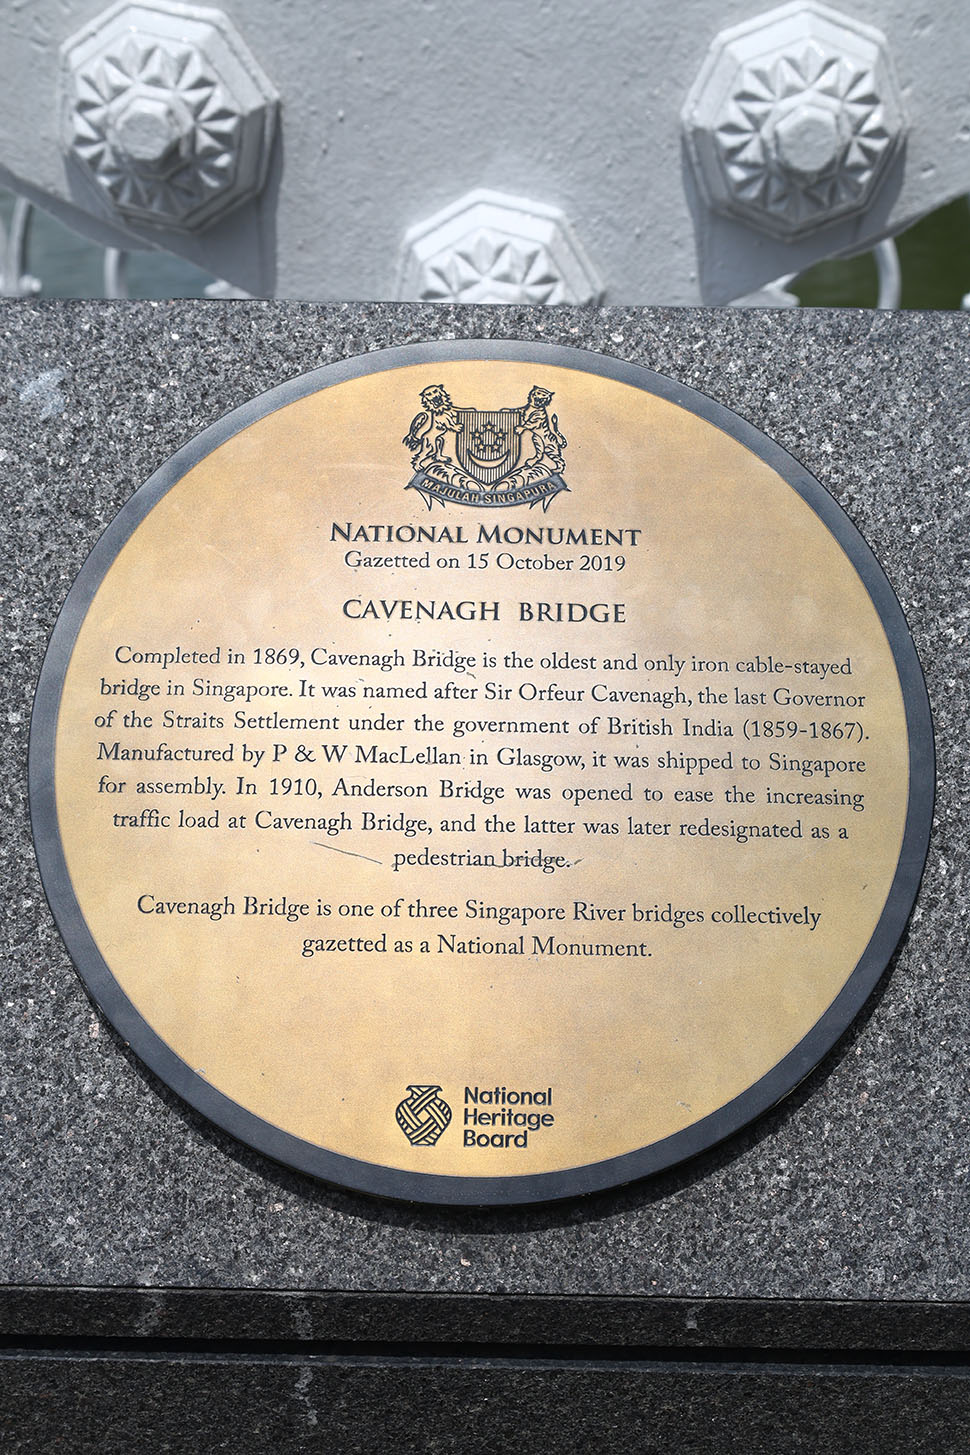 MAJULAH SINGAPURA
NATIONAL MONUMENT
Gazetted on 15 October 2019
CAVENAGH BRIDGE
Completed in 1869, Cavenagh Bridge is the oldest and only iron cable-stayed
bridge in Singapore. It was named after Sir Orfeur Cavenagh, the last Governor
of the Straits Settlement under the government of British India (1859-1867).
Manufactured by P & W MacLellan in Glasgow, it was shipped to Singapore
for assembly. In 1910, Anderson Bridge was opened to ease the increasing
traffic load at Cavenagh Bridge, and the latter was later redesignated as a
pedestrian bridge.
Cavenagh Bridge is one of three Singapore River bridges collectively
gazetted as a National Monument.
National
Heritage
Board